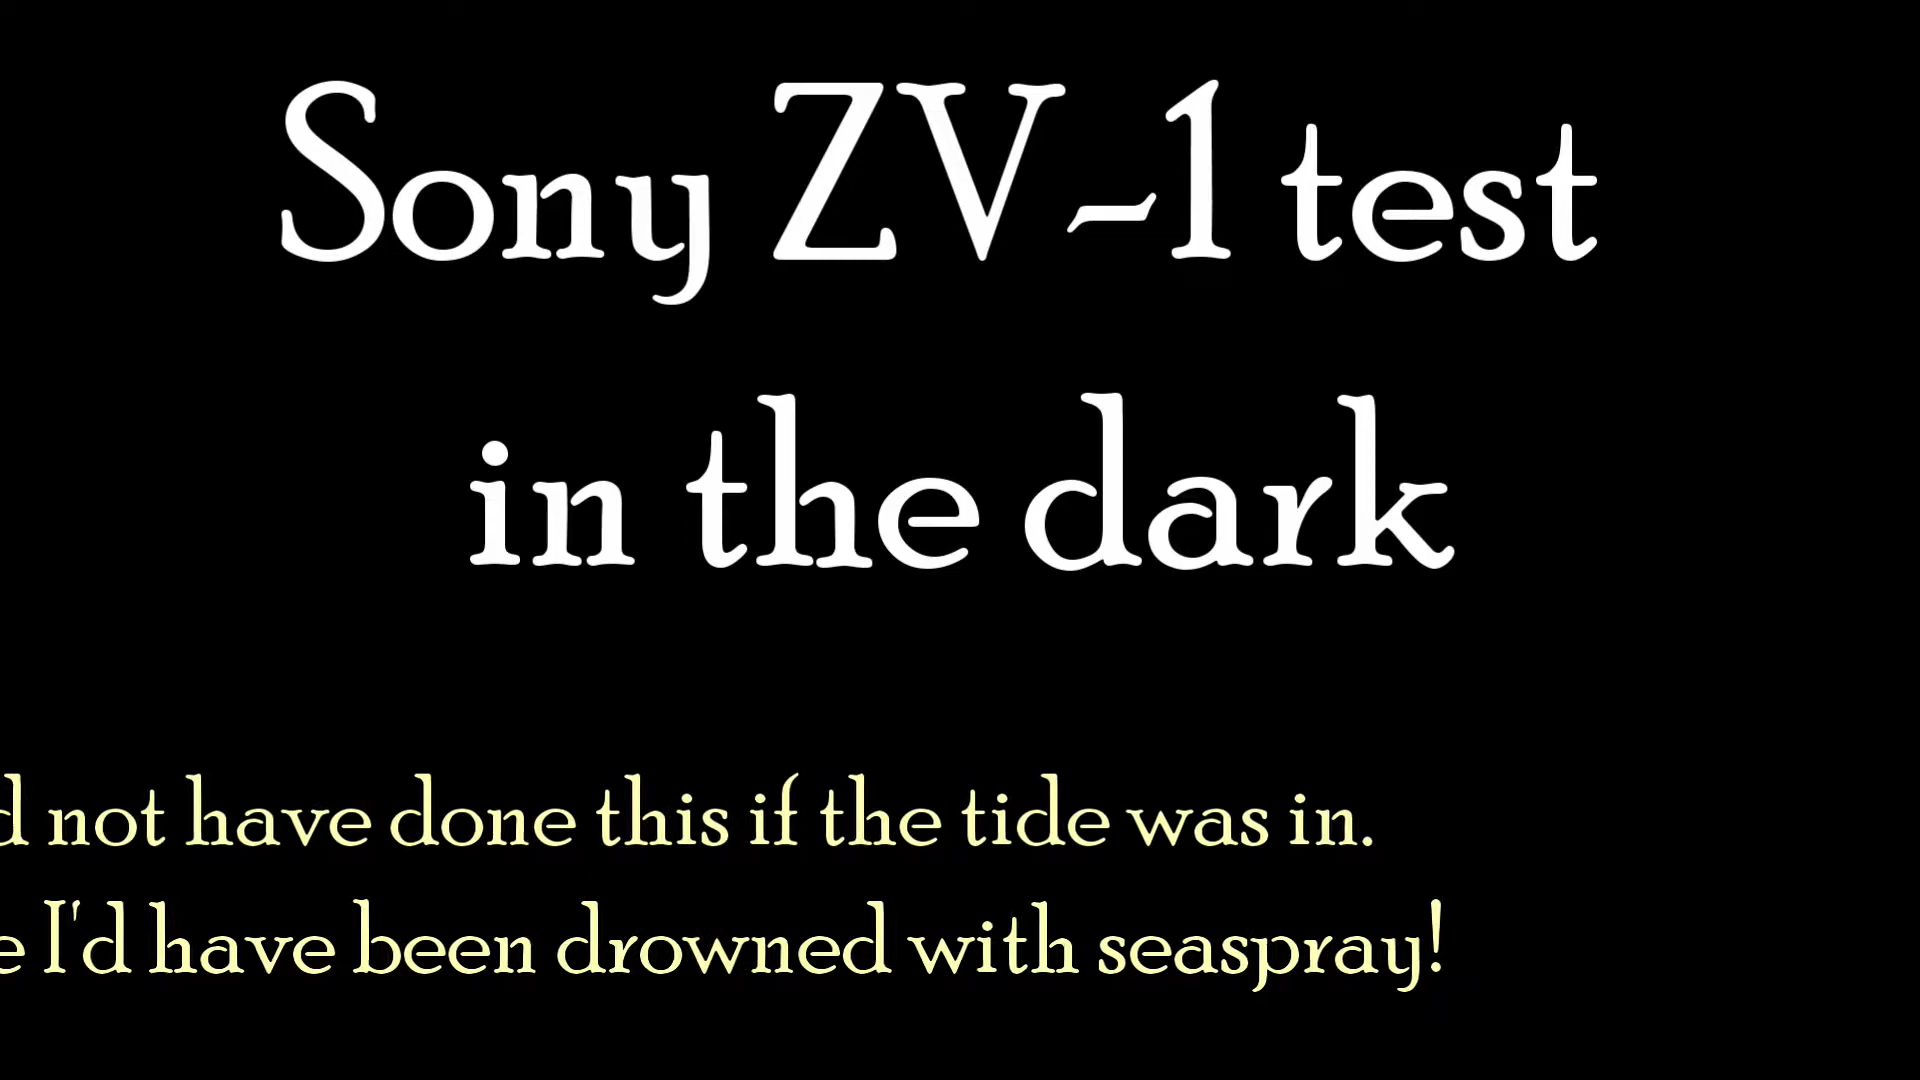 Sony ZV-1 test
in the dark
not have done this if the tide was in.
I'd have been drowned with seaspray!